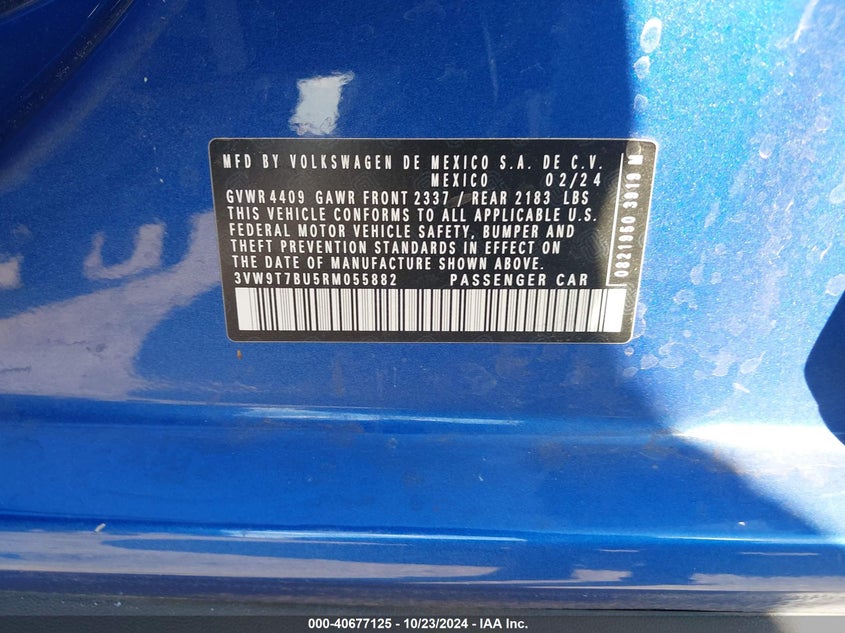 MFD BY VOLKSWAGEN DE MEXICO S.A. DE C.V.
MEXICO 02/24
GVWR 4409 GAWR FRONT 2337 / REAR 2183 LBS
THIS VEHICLE CONFORMS TO ALL APPLICABLE U.S.
FEDERAL MOTOR VEHICLE SAFETY, BUMPER AND
THEFT PREVENTION STANDARDS IN EFFECT ON
THE DATE OF MANUFACTURE SHOWN ABOVE.
3VW9T7BU5RM055882 PASSENGER CAR
0821960 3919 M
000-40677125 - 10/23/2024 - IAA Inc.